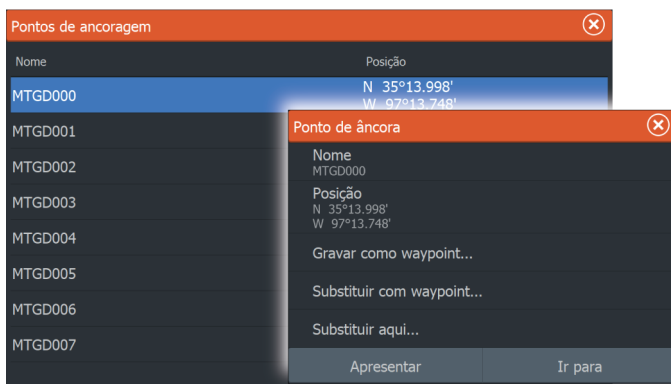 Pontos de ancoragem
Nome Posição
MTGD000 N 35°13.998'
W 97°13.748'
MTGD001
MTGD002
MTGD003
MTGD004
MTGD005
MTGD006
MTGD007
Ponto de âncora
Nome
MTGD000
Posição
N 35°13.998'
W 97°13.748'
Gravar como waypoint...
Substituir com waypoint...
Substituir aqui...
Apresentar Ir para